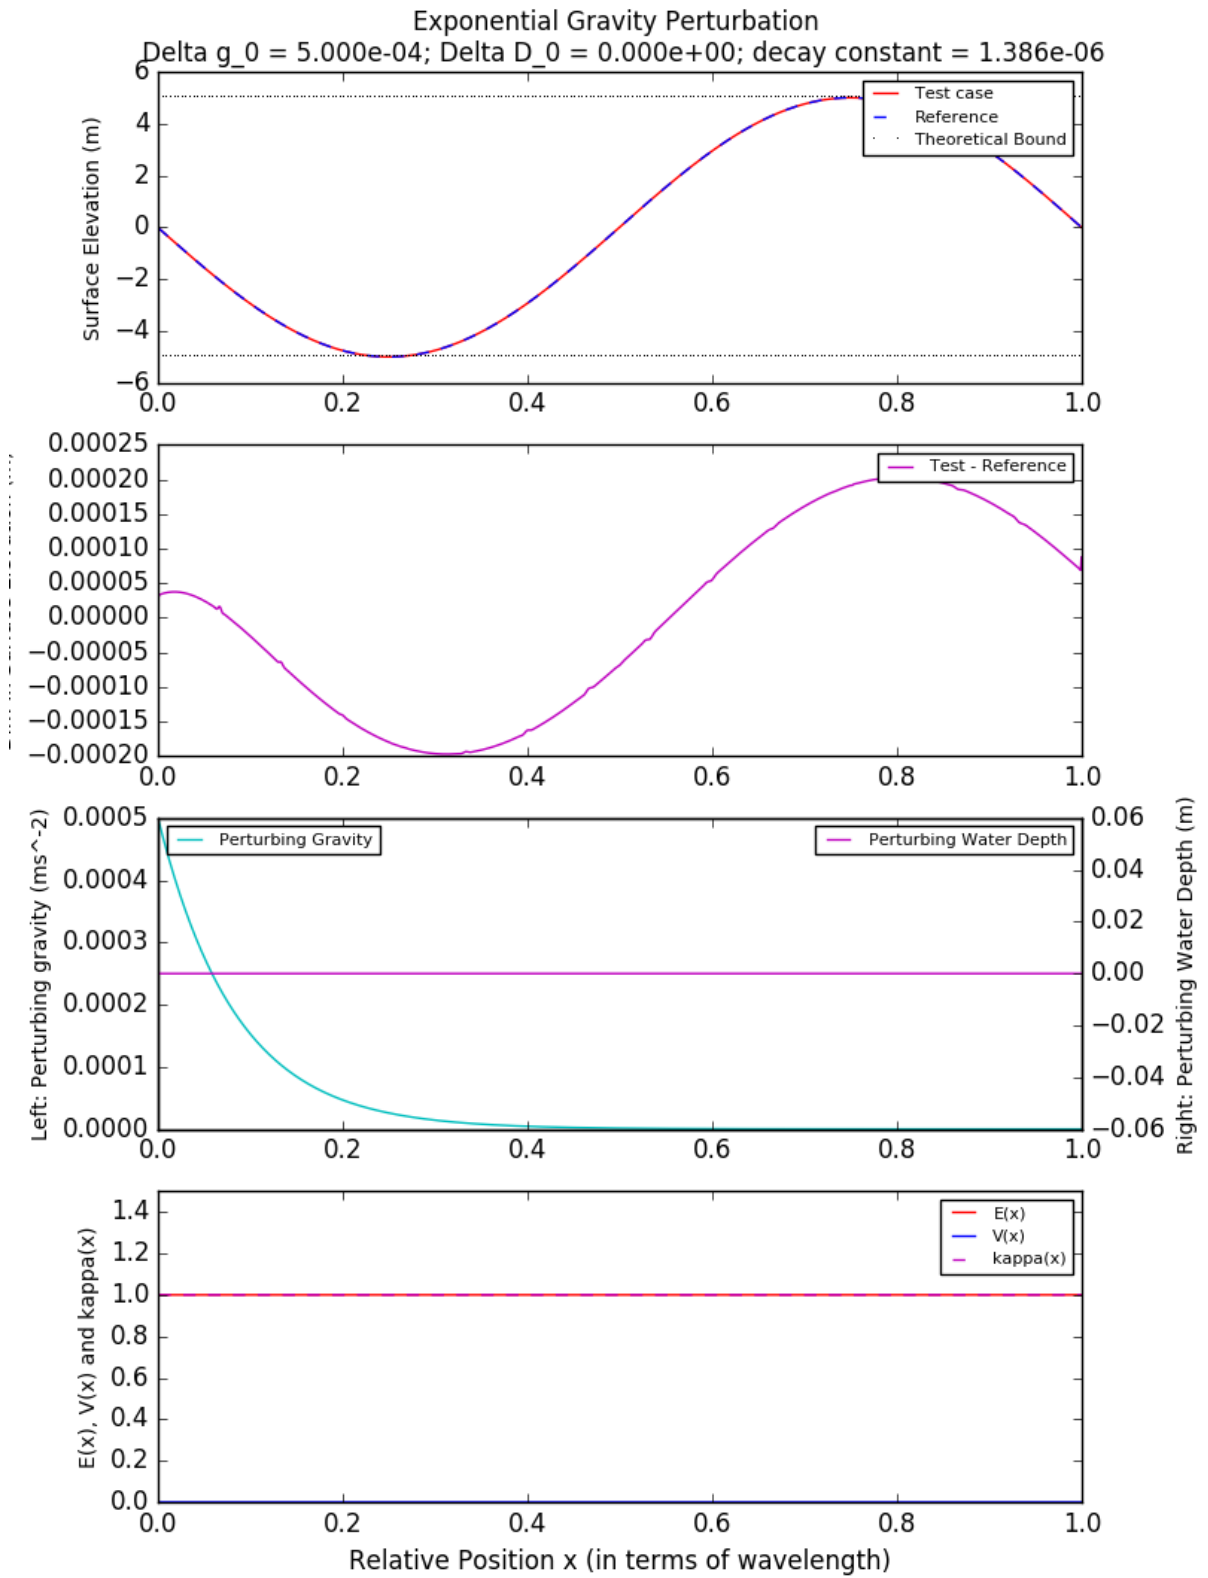 Exponential Gravity Perturbation
Delta g_0 = 5.000e-04; Delta D_0 = 0.000e+00; decay constant = 1.386e-06
6
4
2
0
−2
−4
−6
Surface Elevation (m)
Test case
Reference
Theoretical Bound
0.0 0.2 0.4 0.6 0.8 1.0
0.00025
0.00020
0.00015
0.00010
0.00005
0.00000
−0.00005
−0.00010
−0.00015
−0.00020
Test - Reference
0.0 0.2 0.4 0.6 0.8 1.0
Left: Perturbing gravity (ms^-2)
0.0005
0.0004
0.0003
0.0002
0.0001
0.0000
Perturbing Gravity
Perturbing Water Depth
0.06
0.04
0.02
0.00
−0.02
−0.04
−0.06
Right: Perturbing Water Depth (m)
0.0 0.2 0.4 0.6 0.8 1.0
E(x), V(x) and kappa(x)
1.4
1.2
1.0
0.8
0.6
0.4
0.2
0.0
E(x)
V(x)
kappa(x)
0.0 0.2 0.4 0.6 0.8 1.0
Relative Position x (in terms of wavelength)